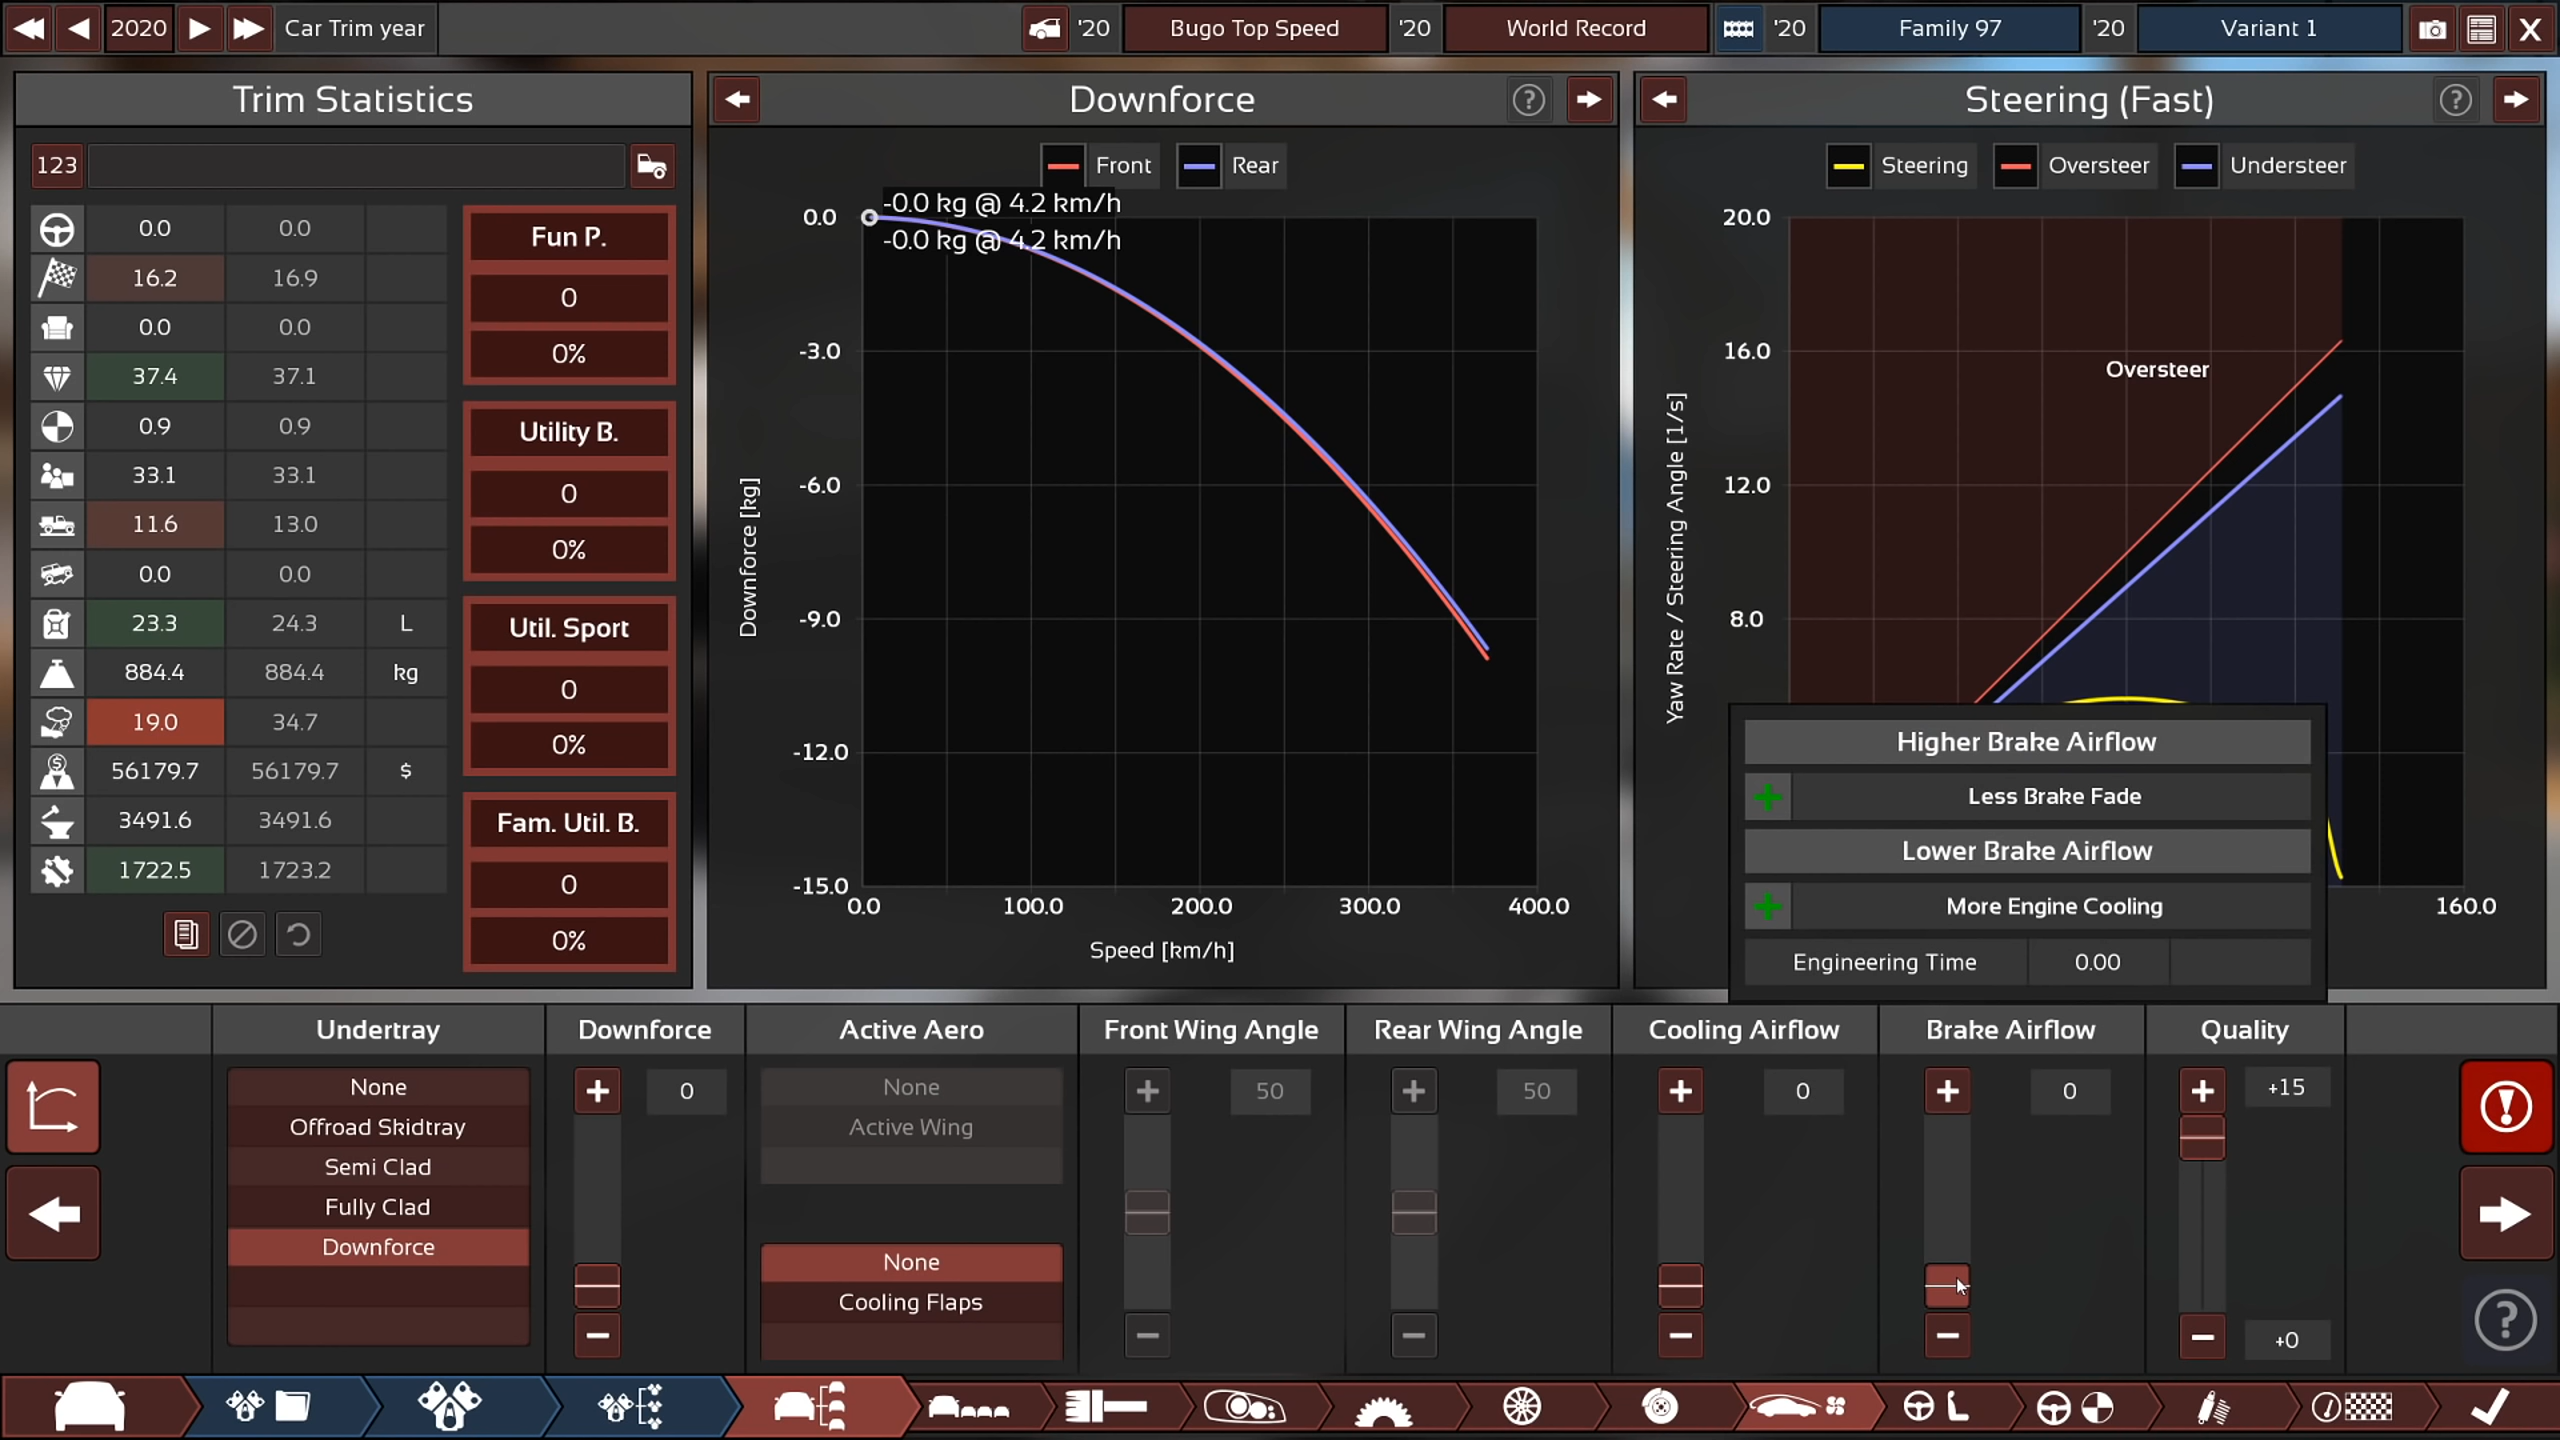 2020
Car Trim year
'20
Bugo Top Speed
'20
World Record
'20
Family 97
'20
Variant 1
X
Trim Statistics
123
0.0 0.0
16.2 16.9
0.0 0.0
37.4 37.1
0.9 0.9
33.1 33.1
11.6 13.0
0.0 0.0
23.3 24.3 L
884.4 884.4 kg
19.0 34.7
56179.7 56179.7 $
3491.6 3491.6
1722.5 1723.2
Fun P.
0
0%
Utility B.
0
0%
Util. Sport
0
0%
Fam. Util. B.
0
0%
Downforce
?
Front Rear
-0.0 kg @ 4.2 km/h
-0.0 kg @ 4.2 km/h
0.0
-3.0
-6.0
-9.0
-12.0
-15.0
Downforce [kg]
0.0 100.0 200.0 300.0 400.0
Speed [km/h]
Steering (Fast)
?
Steering Oversteer Understeer
20.0
16.0
12.0
8.0
Yaw Rate / Steering Angle [1/s]
Oversteer
160.0
Higher Brake Airflow
Less Brake Fade
Lower Brake Airflow
More Engine Cooling
Engineering Time 0.00
Undertray
None
Offroad Skidtray
Semi Clad
Fully Clad
Downforce
Downforce
0
Active Aero
None
Active Wing
None
Cooling Flaps
Front Wing Angle
50
Rear Wing Angle
50
Cooling Airflow
0
Brake Airflow
0
Quality
+15
+0
?